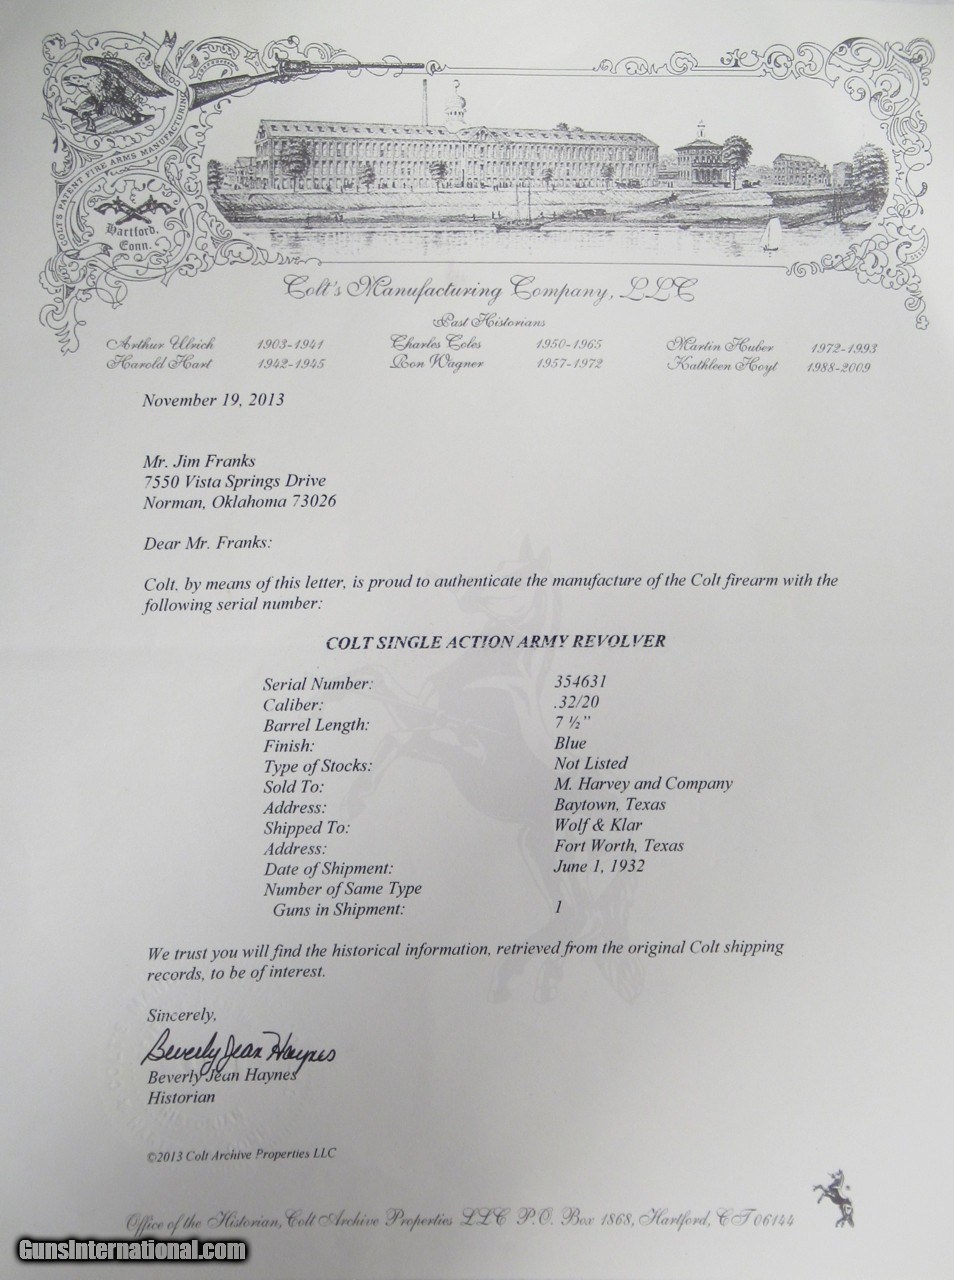 COLT'S PATENT FIRE ARMS MANUFACTURING
Hartford,
Conn.
Colt's Manufacturing Company, LLC
Past Historians
Arthur Ulrich 1903-1941 Charles Coles 1950-1965 Martin Huber 1972-1993
Harold Hart 1942-1945 Ron Wagner 1957-1972 Kathleen Hoyt 1988-2009
November 19, 2013
Mr. Jim Franks
7550 Vista Springs Drive
Norman, Oklahoma 73026
Dear Mr. Franks:
Colt, by means of this letter, is proud to authenticate the manufacture of the Colt firearm with the
following serial number:
COLT SINGLE ACTION ARMY REVOLVER
Serial Number: 354631
Caliber: .32/20
Barrel Length: 7 ½"
Finish: Blue
Type of Stocks: Not Listed
Sold To: M. Harvey and Company
Address: Baytown, Texas
Shipped To: Wolf & Klar
Address: Fort Worth, Texas
Date of Shipment: June 1, 1932
Number of Same Type
Guns in Shipment: 1
We trust you will find the historical information, retrieved from the original Colt shipping
records, to be of interest.
Sincerely,
Beverly Jean Haynes
Beverly Jean Haynes
Historian
©2013 Colt Archive Properties LLC
Office of the Historian, Colt Archive Properties LLC P.O. Box 1868, Hartford, CT 06144
GunsInternational.com